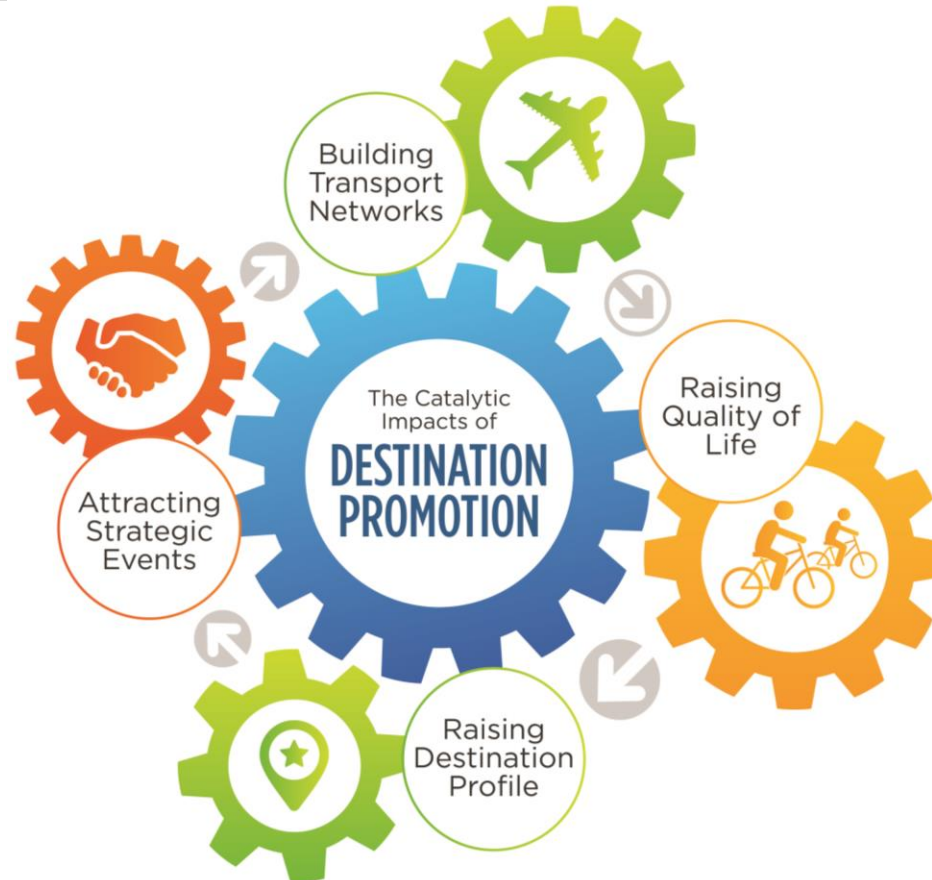 Building
Transport
Networks
The Catalytic
Impacts of
DESTINATION
PROMOTION
Raising
Quality of
Life
Attracting
Strategic
Events
Raising
Destination
Profile